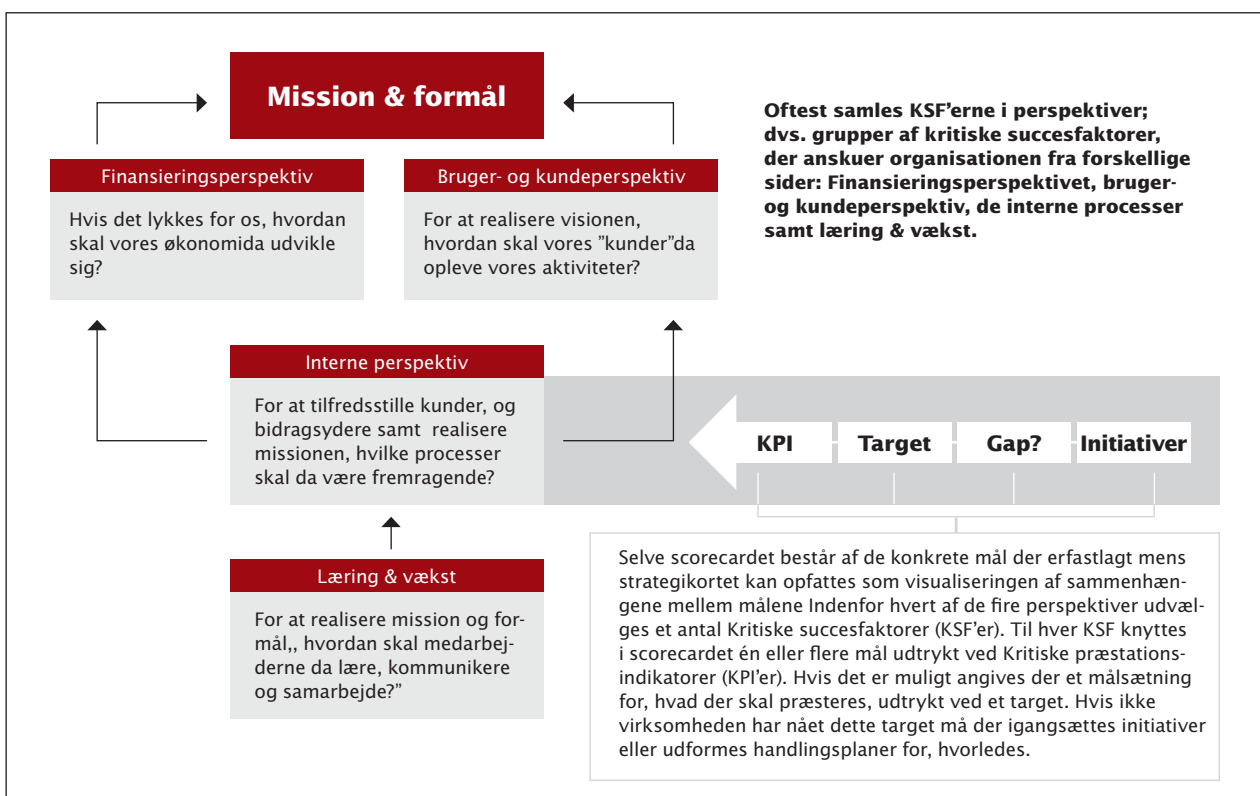 Mission & formål
Oftest samles KSF'erne i perspektiver;
dvs. grupper af kritiske succesfaktorer,
der anskuer organisationen fra forskellige
sider: Finansieringsperspektivet, bruger-
og kundeperspektiv, de interne processer
samt læring & vækst.
Finansieringsperspektiv
Hvis det lykkes for os, hvordan
skal vores økonomida udvikle
sig?
Bruger- og kundeperspektiv
For at realisere visionen,
hvordan skal vores ”kunder”da
opleve vores aktiviteter?
Interne perspektiv
For at tilfredsstille kunder, og
bidragsydere samt realisere
missionen, hvilke processer
skal da være fremragende?
KPI
Target
Gap?
Initiativer
Læring & vækst
For at realisere mission og for-
mål,, hvordan skal medarbej-
derne da lære, kommunikere
og samarbejde?”
Selve scorecardet består af de konkrete mål der erfastlagt mens
strategikortet kan opfattes som visualiseringen af sammenhæn-
gene mellem målene Indenfor hvert af de fire perspektiver udvæl-
ges et antal Kritiske succesfaktorer (KSF'er). Til hver KSF knyttes
i scorecardet én eller flere mål udtrykt ved Kritiske præstations-
indikatorer (KPI'er). Hvis det er muligt angives der et målsætning
for, hvad der skal præsteres, udtrykt ved et target. Hvis ikke
virksomheden har nået dette target må der igangsættes initiativer
eller udformes handlingsplaner for, hvorledes.